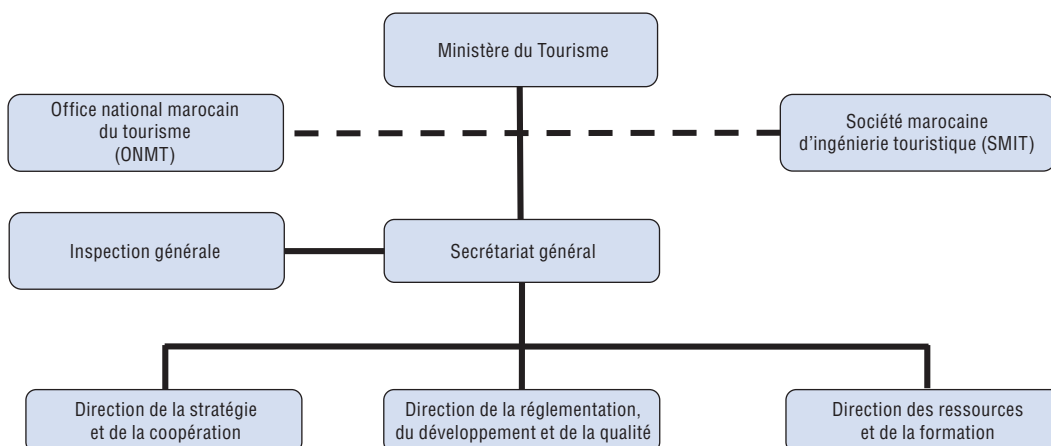 Ministère du Tourisme
Office national marocain
du tourisme
(ONMT)
Société marocaine
d'ingénierie touristique (SMIT)
Inspection générale
Secrétariat général
Direction de la stratégie
et de la coopération
Direction de la réglementation,
du développement et de la qualité
Direction des ressources
et de la formation